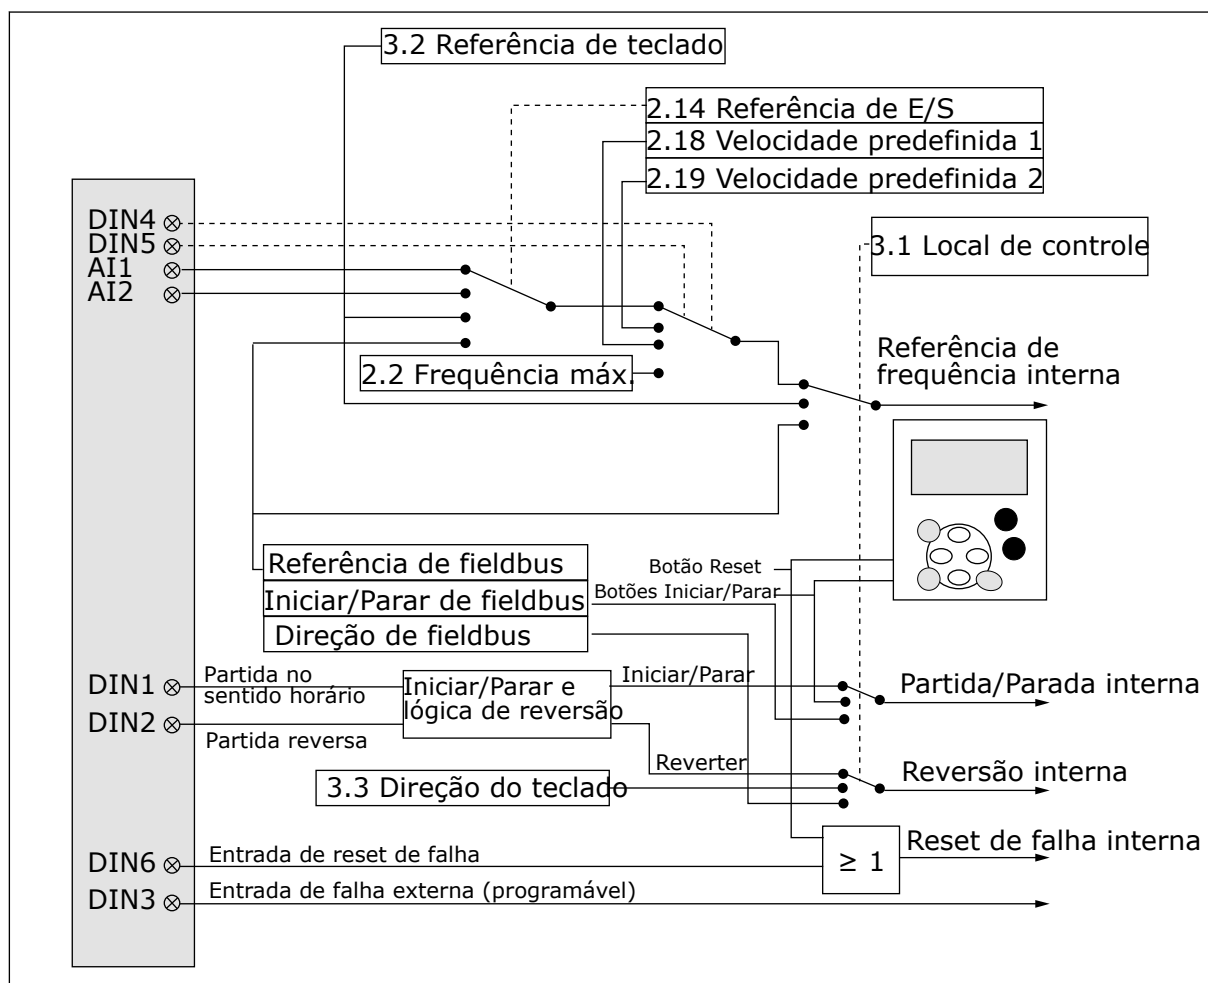 3.2 Referência de teclado
2.14 Referência de E/S
2.18 Velocidade predefinida 1
2.19 Velocidade predefinida 2
DIN4
DIN5
AI1
AI2
3.1 Local de controle
2.2 Frequência máx.
Referência de
frequência interna
Referência de fieldbus
Iniciar/Parar de fieldbus
Direção de fieldbus
Botão Reset
Botões Iniciar/Parar
DIN1
Partida no
sentido horário
Iniciar/Parar e
lógica de reversão
Iniciar/Parar
Partida/Parada interna
DIN2
Partida reversa
Reverter
Reversão interna
3.3 Direção do teclado
Reset de falha interna
≥ 1
DIN6
Entrada de reset de falha
DIN3
Entrada de falha externa (programável)